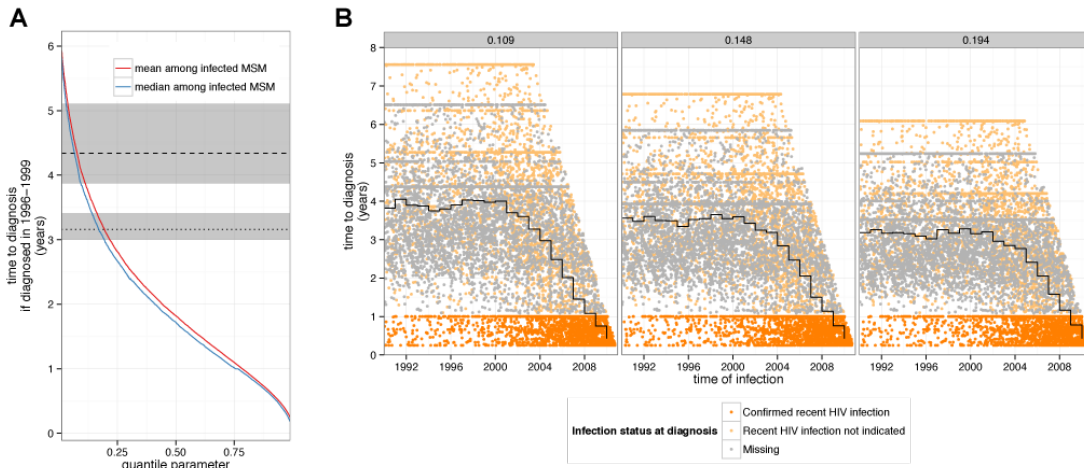 A
6
5
4
3
2
1
0
time to diagnosis
if diagnosed in 1996–1999
(years)
mean among infected MSM
median among infected MSM
0.25 0.50 0.75
quantile parameter
B
0.109 0.148 0.194
8
7
6
5
4
3
2
1
0
time to diagnosis
(years)
1992 1996 2000 2004 2008 1992 1996 2000 2004 2008 1992 1996 2000 2004 2008
time of infection
Infection status at diagnosis
Confirmed recent HIV infection
Recent HIV infection not indicated
Missing